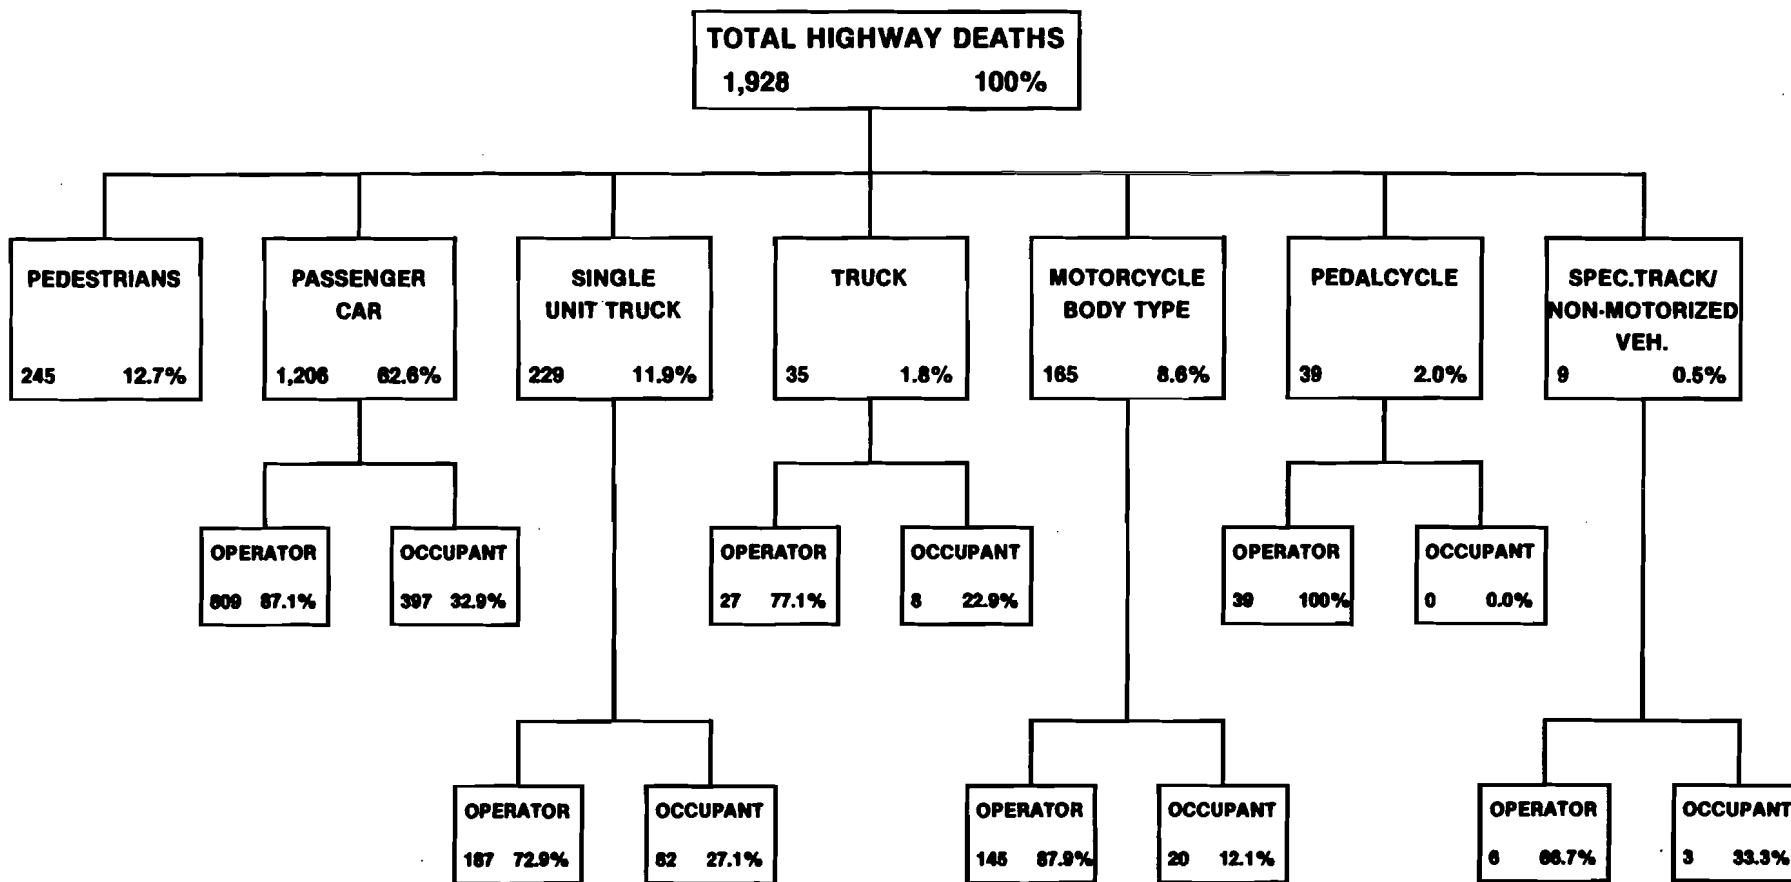 TOTAL HIGHWAY DEATHS
1,928 100%
PEDESTRIANS
245 12.7%
PASSENGER
CAR
1,206 62.6%
SINGLE
UNIT TRUCK
229 11.9%
TRUCK
35 1.8%
MOTORCYCLE
BODY TYPE
165 8.6%
PEDALCYCLE
39 2.0%
SPEC.TRACK/
NON-MOTORIZED
VEH.
9 0.5%
OPERATOR
809 67.1%
OCCUPANT
397 32.9%
OPERATOR
27 77.1%
OCCUPANT
8 22.9%
OPERATOR
39 100%
OCCUPANT
0 0.0%
OPERATOR
167 72.9%
OCCUPANT
62 27.1%
OPERATOR
145 87.9%
OCCUPANT
20 12.1%
OPERATOR
6 66.7%
OCCUPANT
3 33.3%